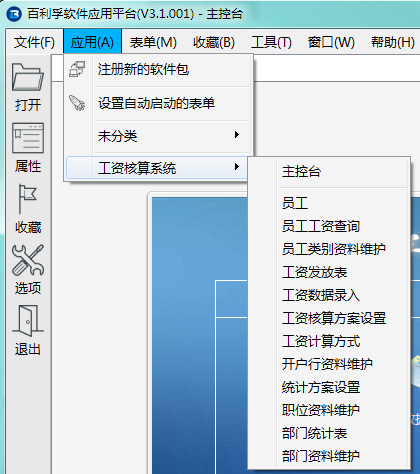 百利孚软件应用平台(V3.1.001) - 主控台
文件(F) 应用(A) 表单(M) 收藏(B) 工具(T) 窗口(W) 帮助(H)
打开
属性
收藏
选项
退出
注册新的软件包
设置自动启动的表单
未分类
工资核算系统
主控台
员工
员工工资查询
员工类别资料维护
工资发放表
工资数据录入
工资核算方案设置
工资计算方式
开户行资料维护
统计方案设置
职位资料维护
部门统计表
部门资料维护